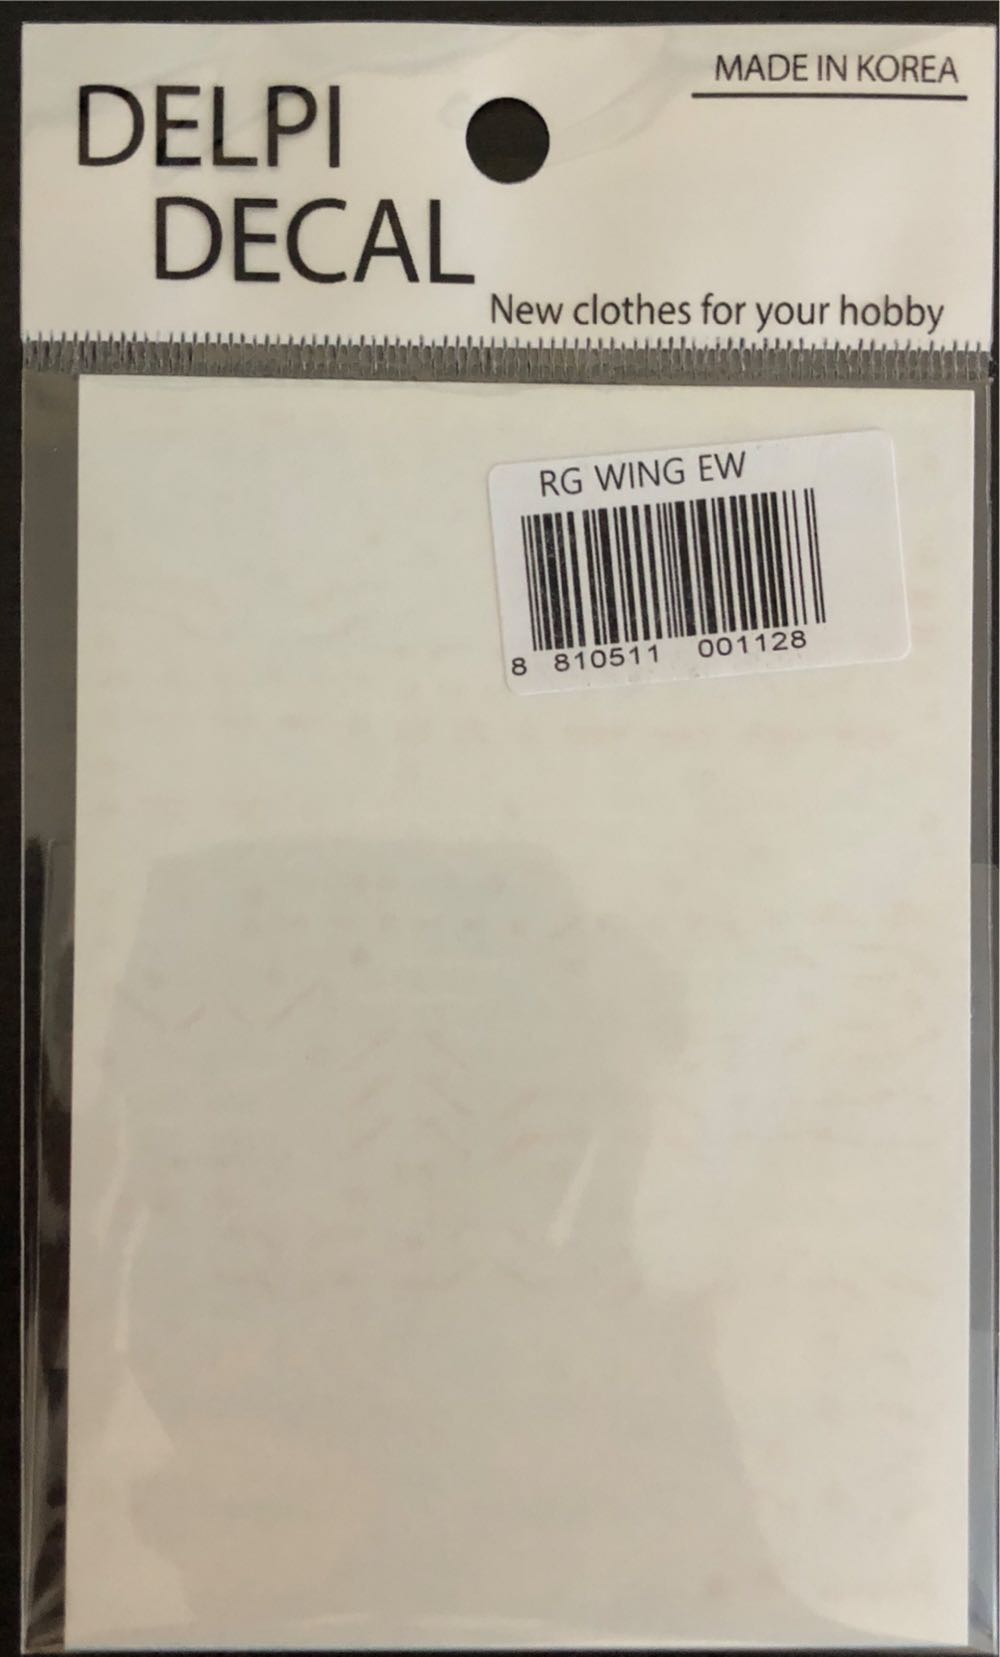 MADE IN KOREA
DELPI
DECAL
New clothes for your hobby
RG WING EW
8 810511 001128